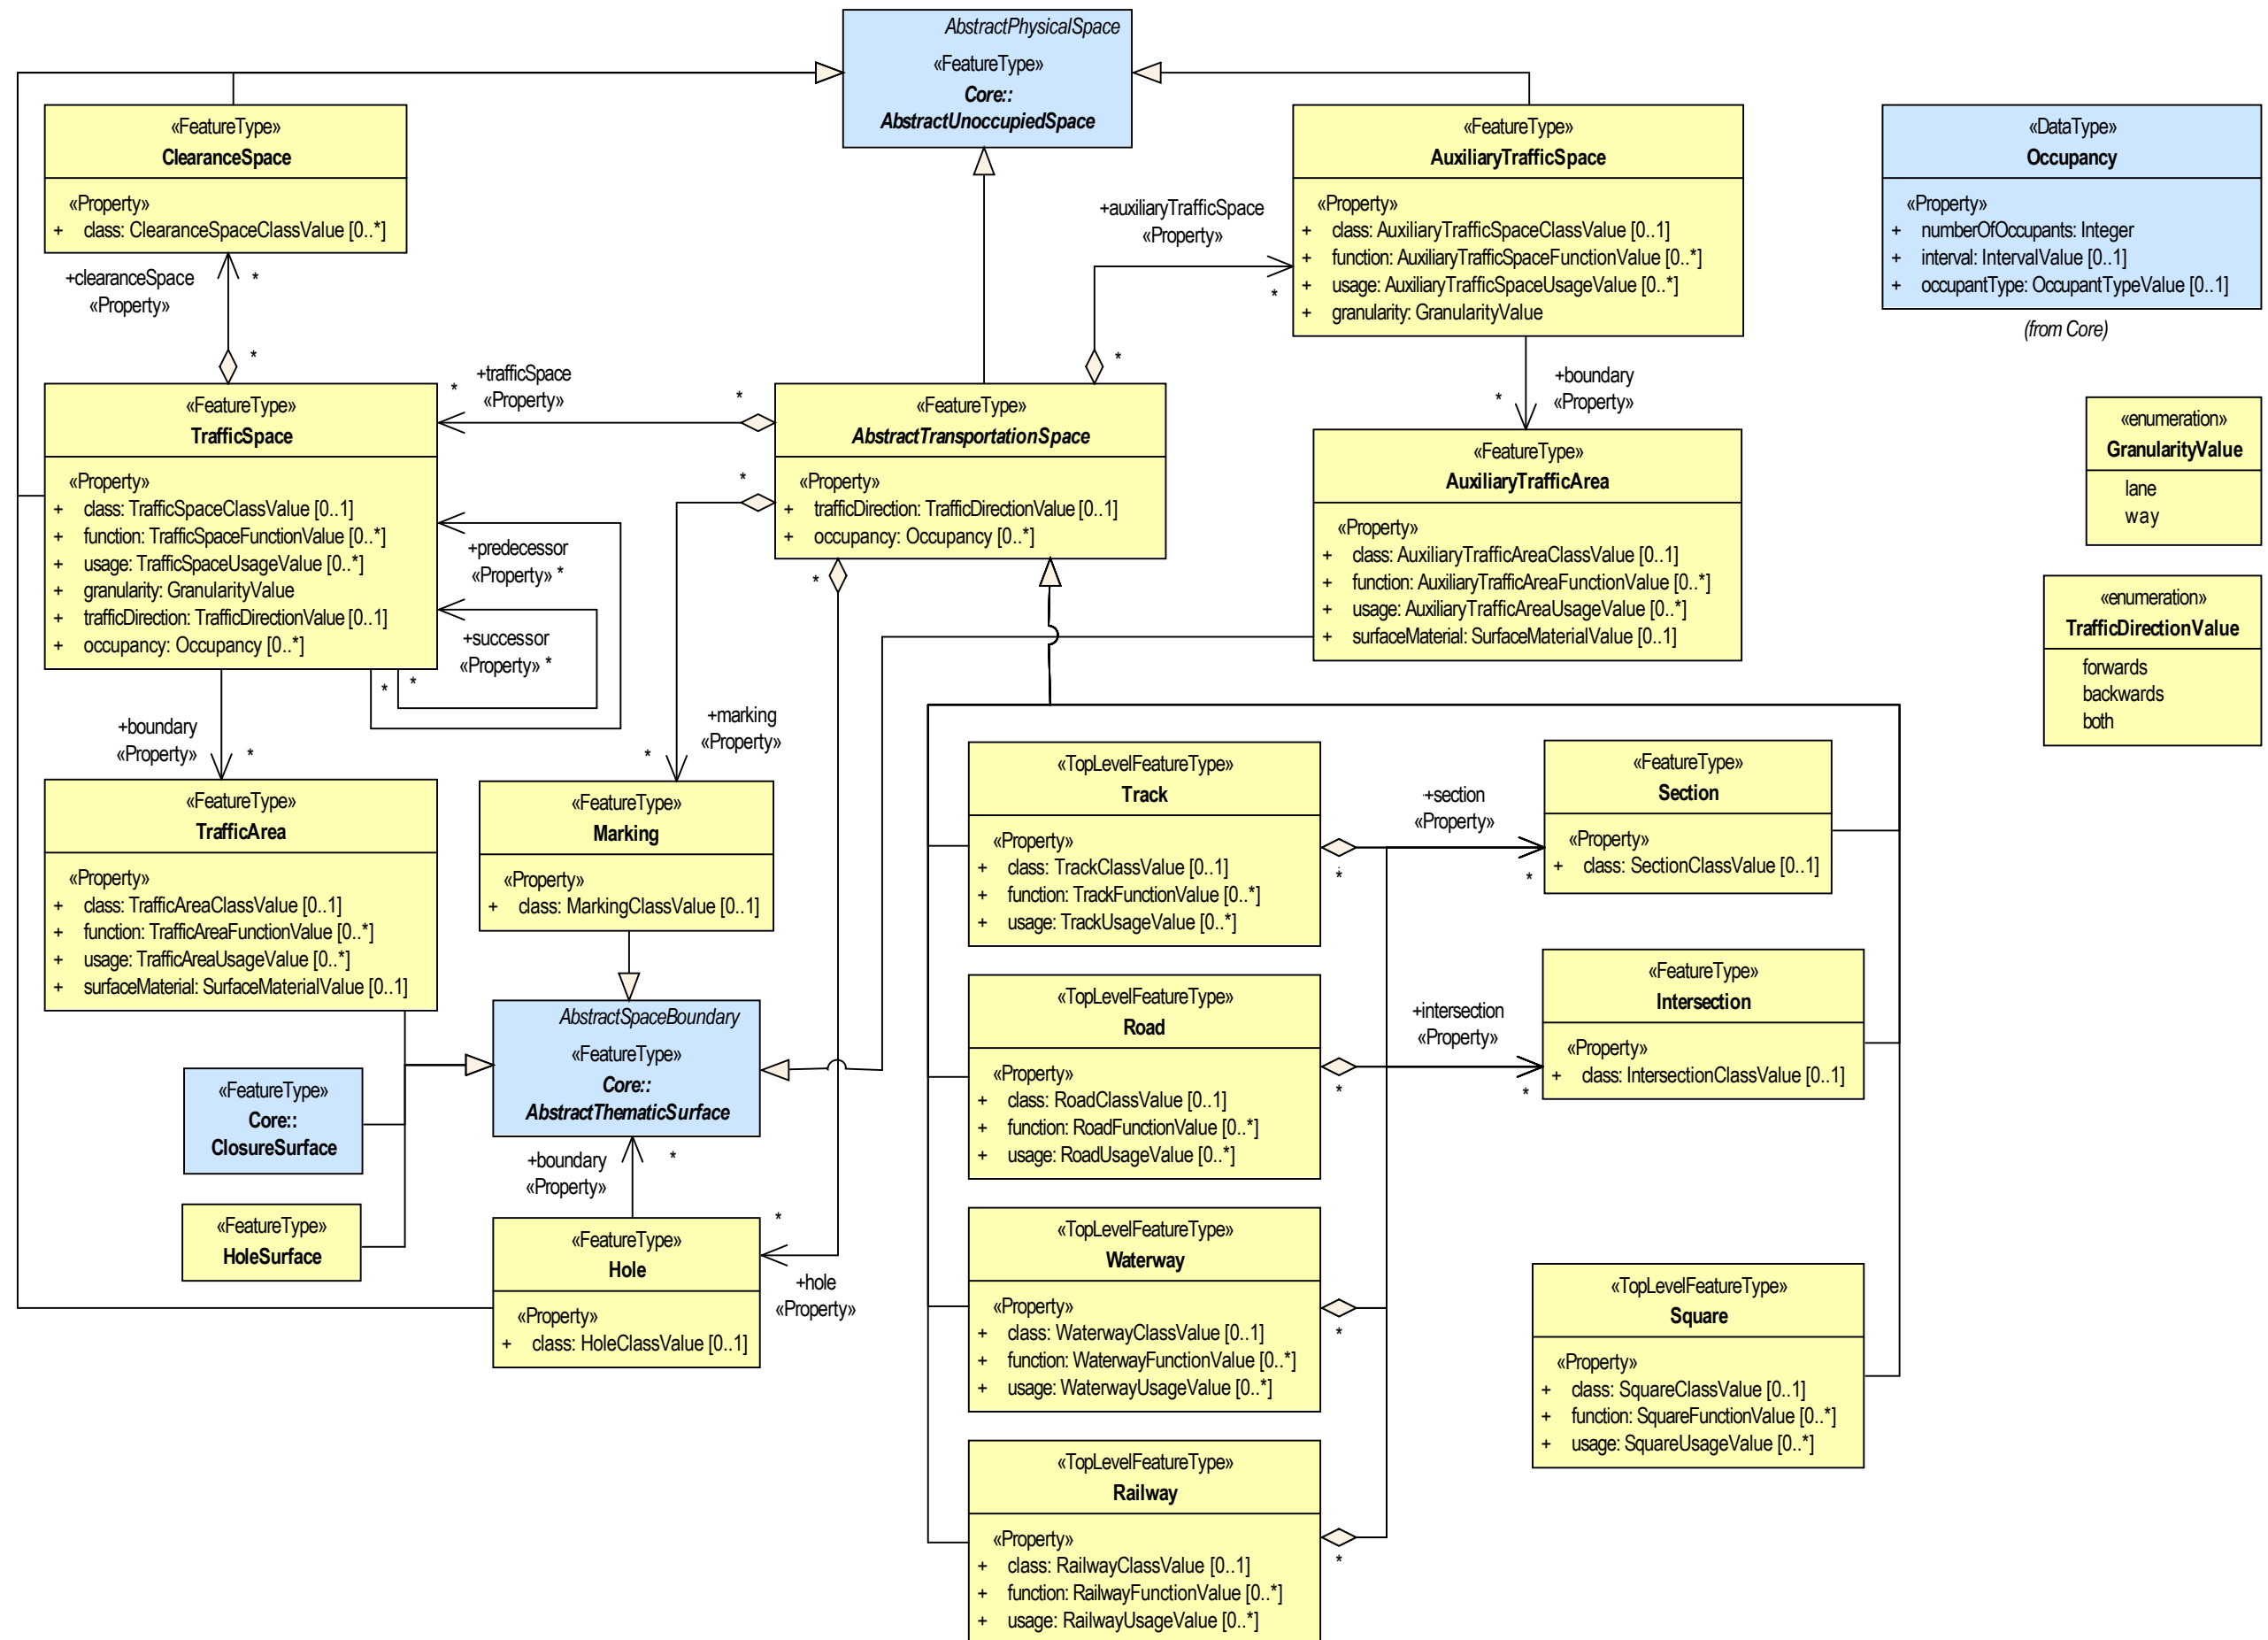 AbstractPhysicalSpace
«FeatureType»
Core::
AbstractUnoccupiedSpace
«FeatureType»
ClearanceSpace
«Property»
+ class: ClearanceSpaceClassValue [0..*]
«FeatureType»
AuxiliaryTrafficSpace
«Property»
+ class: AuxiliaryTrafficSpaceClassValue [0..1]
+ function: AuxiliaryTrafficSpaceFunctionValue [0..*]
+ usage: AuxiliaryTrafficSpaceUsageValue [0..*]
+ granularity: GranularityValue
«DataType»
Occupancy
«Property»
+ numberOfOccupants: Integer
+ interval: IntervalValue [0..1]
+ occupantType: OccupantTypeValue [0..1]
(from Core)
+auxiliaryTrafficSpace
«Property»
*
*
+clearanceSpace
«Property»
*
*
+trafficSpace
«Property»
*
*
+boundary
«Property»
*
«FeatureType»
TrafficSpace
«Property»
+ class: TrafficSpaceClassValue [0..1]
+ function: TrafficSpaceFunctionValue [0..*]
+ usage: TrafficSpaceUsageValue [0..*]
+ granularity: GranularityValue
+ trafficDirection: TrafficDirectionValue [0..1]
+ occupancy: Occupancy [0..*]
«FeatureType»
AbstractTransportationSpace
«Property»
+ trafficDirection: TrafficDirectionValue [0..1]
+ occupancy: Occupancy [0..*]
«FeatureType»
AuxiliaryTrafficArea
«Property»
+ class: AuxiliaryTrafficAreaClassValue [0..1]
+ function: AuxiliaryTrafficAreaFunctionValue [0..*]
+ usage: AuxiliaryTrafficAreaUsageValue [0..*]
+ surfaceMaterial: SurfaceMaterialValue [0..1]
«enumeration»
GranularityValue
lane
way
«enumeration»
TrafficDirectionValue
forwards
backwards
both
+predecessor
«Property» *
+successor
«Property» *
*
*
*
*
+boundary
«Property»
*
+marking
«Property»
*
«FeatureType»
TrafficArea
«Property»
+ class: TrafficAreaClassValue [0..1]
+ function: TrafficAreaFunctionValue [0..*]
+ usage: TrafficAreaUsageValue [0..*]
+ surfaceMaterial: SurfaceMaterialValue [0..1]
«FeatureType»
Marking
«Property»
+ class: MarkingClassValue [0..1]
«TopLevelFeatureType»
Track
«Property»
+ class: TrackClassValue [0..1]
+ function: TrackFunctionValue [0..*]
+ usage: TrackUsageValue [0..*]
+section
«Property»
*
*
«FeatureType»
Section
«Property»
+ class: SectionClassValue [0..1]
«TopLevelFeatureType»
Road
«Property»
+ class: RoadClassValue [0..1]
+ function: RoadFunctionValue [0..*]
+ usage: RoadUsageValue [0..*]
+intersection
«Property»
*
*
«FeatureType»
Intersection
«Property»
+ class: IntersectionClassValue [0..1]
AbstractSpaceBoundary
«FeatureType»
Core::
AbstractThematicSurface
«FeatureType»
Core::
ClosureSurface
«FeatureType»
HoleSurface
+boundary
«Property»
*
«FeatureType»
Hole
«Property»
+ class: HoleClassValue [0..1]
*
+hole
«Property»
«TopLevelFeatureType»
Waterway
«Property»
+ class: WaterwayClassValue [0..1]
+ function: WaterwayFunctionValue [0..*]
+ usage: WaterwayUsageValue [0..*]
*
«TopLevelFeatureType»
Square
«Property»
+ class: SquareClassValue [0..1]
+ function: SquareFunctionValue [0..*]
+ usage: SquareUsageValue [0..*]
«TopLevelFeatureType»
Railway
«Property»
+ class: RailwayClassValue [0..1]
+ function: RailwayFunctionValue [0..*]
+ usage: RailwayUsageValue [0..*]
*